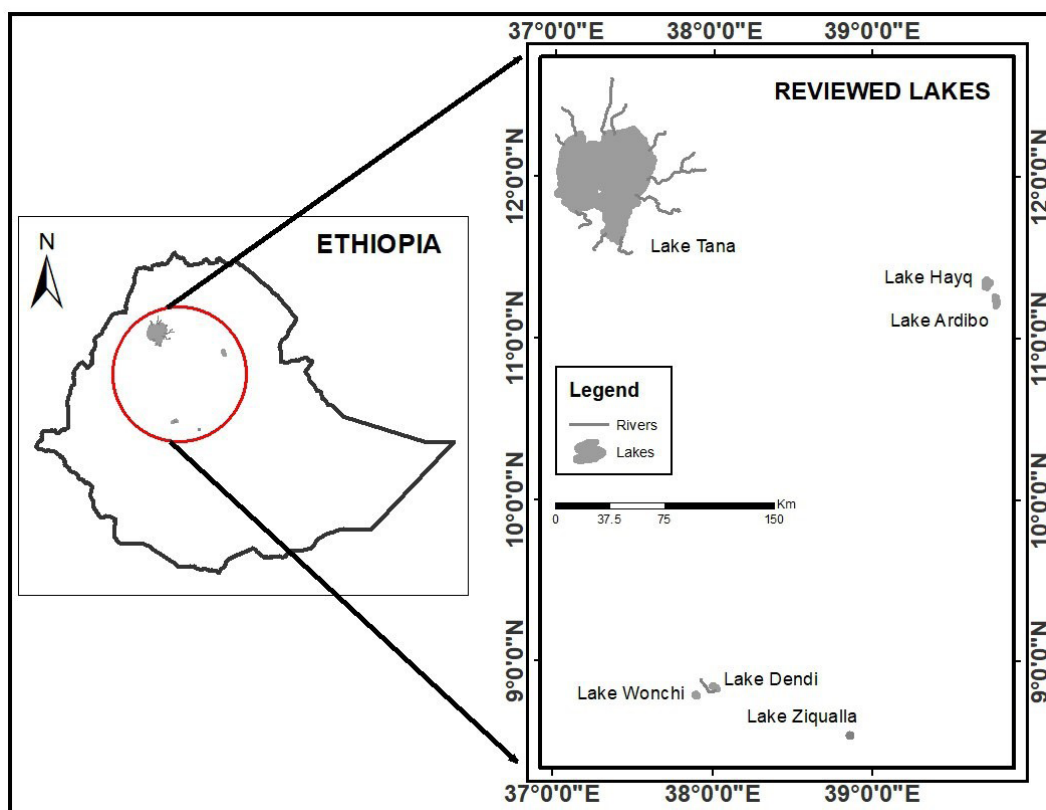 ETHIOPIA
N
37°0'0"E
38°0'0"E
39°0'0"E
REVIEWED LAKES
12°0'0"N
12°0'0"N
Lake Tana
Lake Hayq
Lake Ardibo
11°0'0"N
11°0'0"N
Legend
Rivers
Lakes
Km
0
37.5
75
150
10°0'0"N
10°0'0"N
9°0'0"N
9°0'0"N
Lake Dendi
Lake Wonchi
Lake Ziqualla
37°0'0"E
38°0'0"E
39°0'0"E